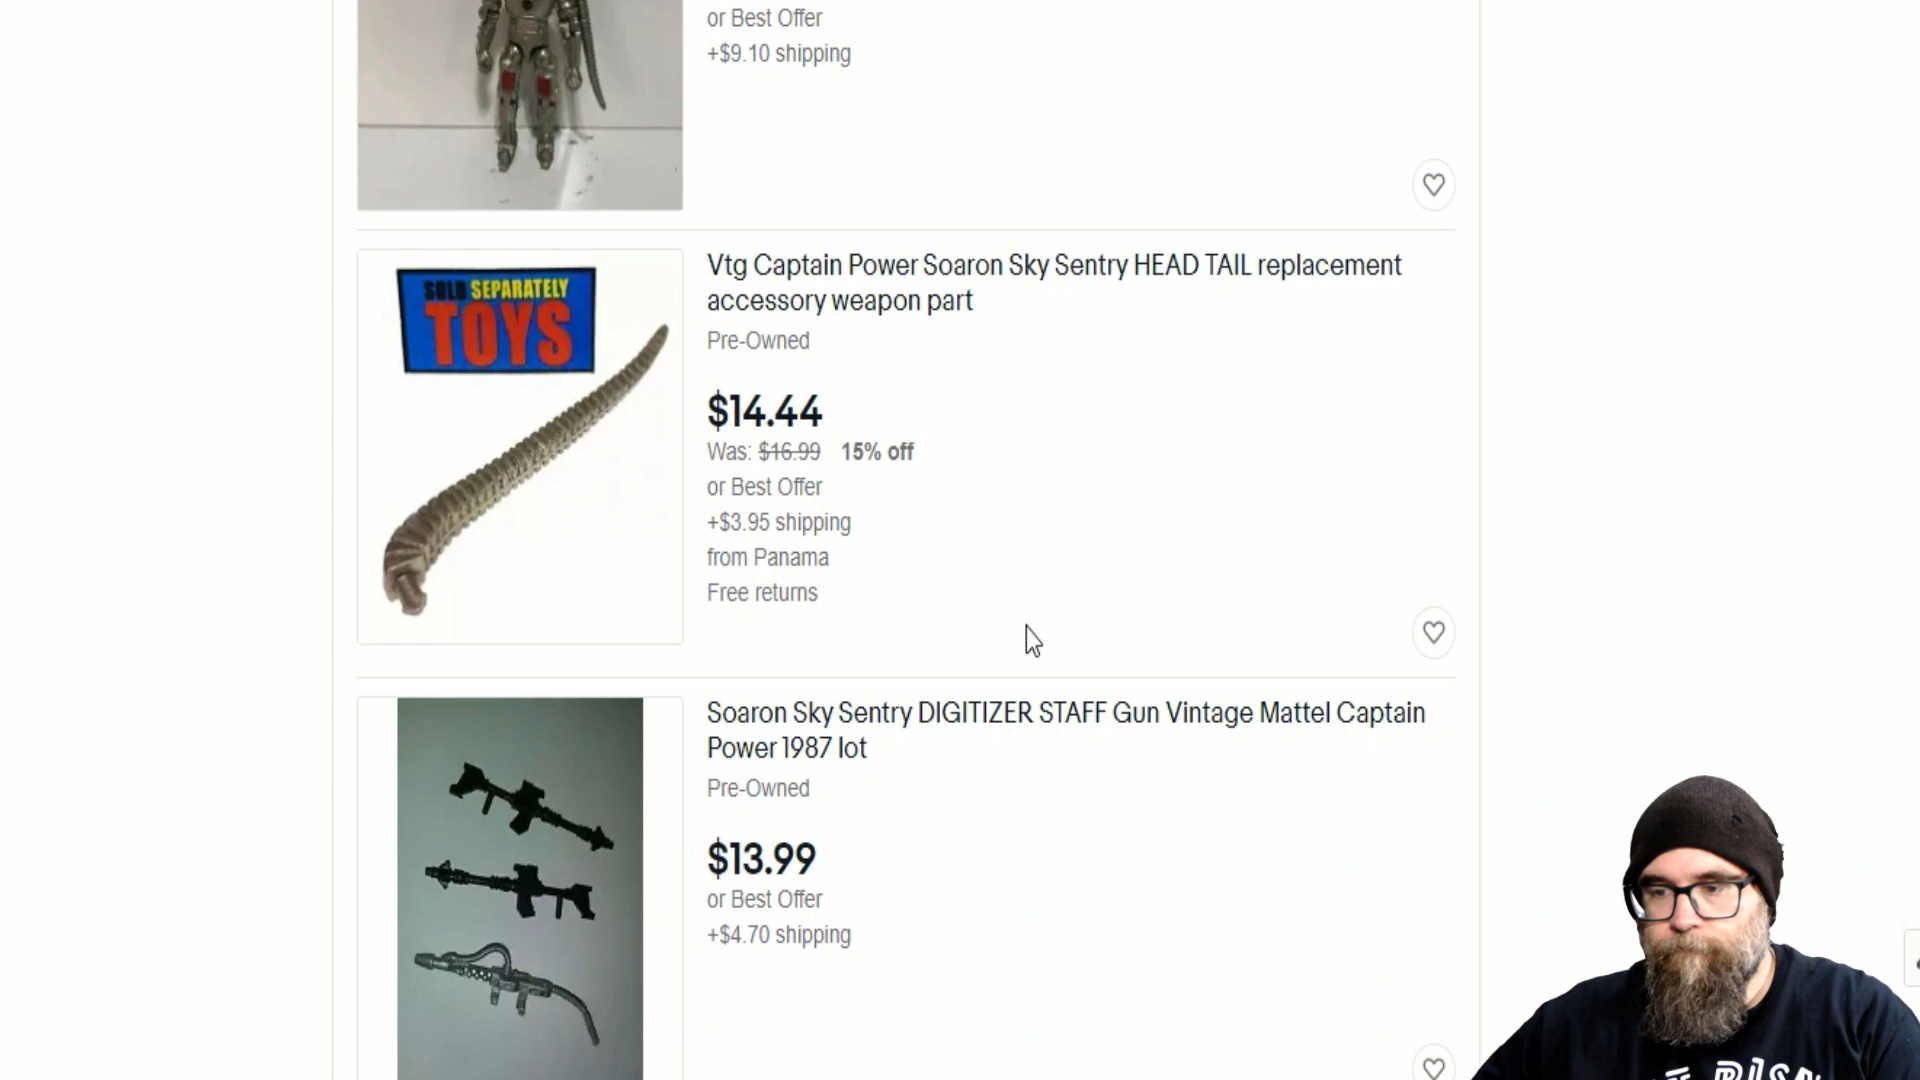 or Best Offer
+$9.10 shipping
SOLD SEPARATELY
TOYS
Vtg Captain Power Soaron Sky Sentry HEAD TAIL replacement
accessory weapon part
Pre-Owned
$14.44
Was: $16.99 15% off
or Best Offer
+$3.95 shipping
from Panama
Free returns
Soaron Sky Sentry DIGITIZER STAFF Gun Vintage Mattel Captain
Power 1987 lot
Pre-Owned
$13.99
or Best Offer
+$4.70 shipping